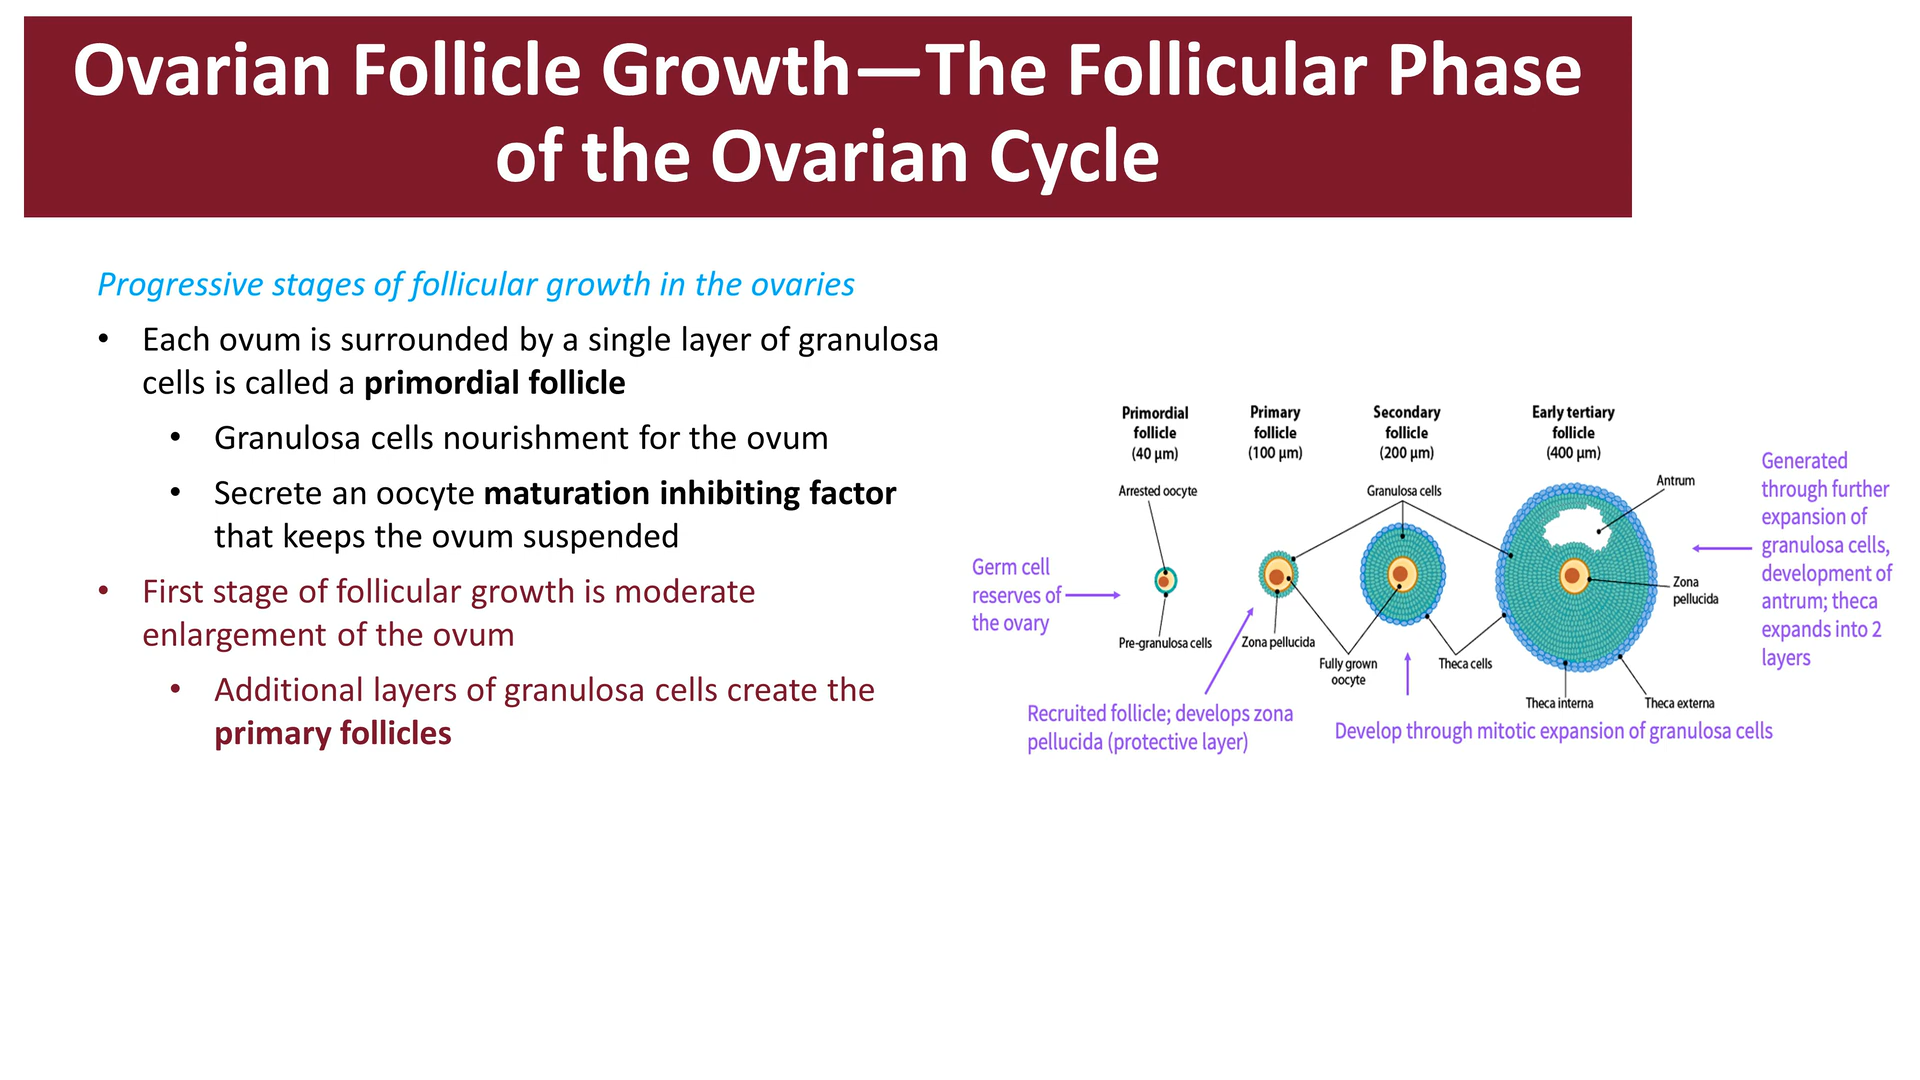 Ovarian Follicle Growth—The Follicular Phase
of the Ovarian Cycle
Progressive stages of follicular growth in the ovaries
• Each ovum is surrounded by a single layer of granulosa
cells is called a primordial follicle
• Granulosa cells nourishment for the ovum
• Secrete an oocyte maturation inhibiting factor
that keeps the ovum suspended
• First stage of follicular growth is moderate
enlargement of the ovum
• Additional layers of granulosa cells create the
primary follicles
Primordial
follicle
(40 µm)
Primary
follicle
(100 µm)
Secondary
follicle
(200 µm)
Early tertiary
follicle
(400 µm)
Arrested oocyte
Granulosa cells
Antrum
Germ cell
reserves of
the ovary
Generated
through further
expansion of
granulosa cells,
development of
antrum; theca
expands into 2
layers
Zona
pellucida
Pre-granulosa cells
Zona pellucida
Fully grown
oocyte
Theca cells
Theca interna
Theca externa
Recruited follicle; develops zona
pellucida (protective layer)
Develop through mitotic expansion of granulosa cells